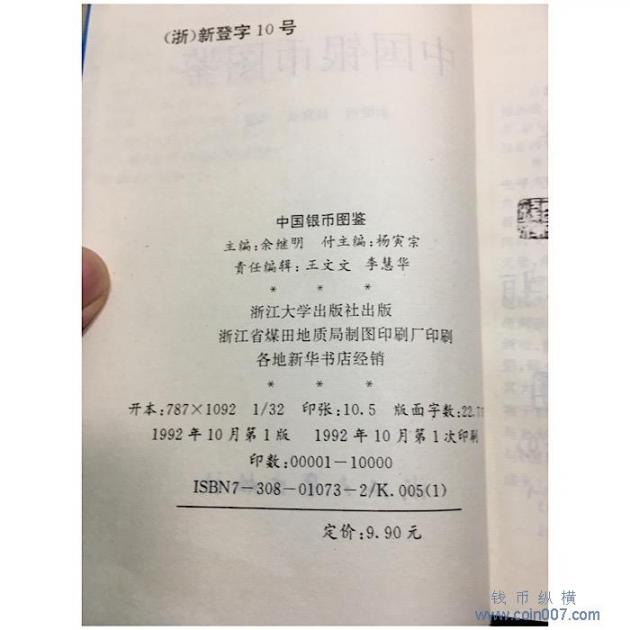 (浙)新登字10号
中国银币图鉴
主编:余继明 付主编:杨寅宗
责任编辑:王文文 李慧华
* * *
浙江大学出版社出版
浙江省煤田地质局制图印刷厂印刷
各地新华书店经销
* * *
开本:787×1092 1/32 印张:10.5 版面字数:22.
1992年10月第1版 1992年10月第1次印刷
印数:00001-10000
ISBN7-308-01073-2/K.005(1)
定价:9.90元
钱币纵横
www.coin007.com